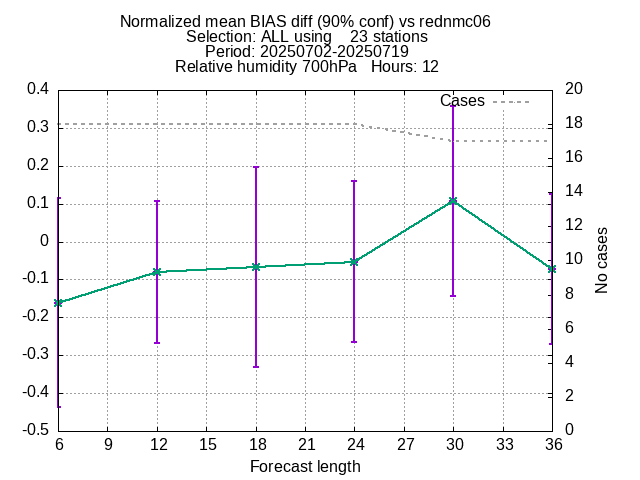 Normalized mean BIAS diff (90% conf) vs rednmc06
Selection: ALL using    23 stations
Period: 20250702-20250719
Relative humidity 700hPa   Hours: 12
Cases
0.4
0.3
0.2
0.1
0
-0.1
-0.2
-0.3
-0.4
-0.5
20
18
16
14
12
10
8
6
4
2
0
No cases
6 9 12 15 18 21 24 27 30 33 36
Forecast length